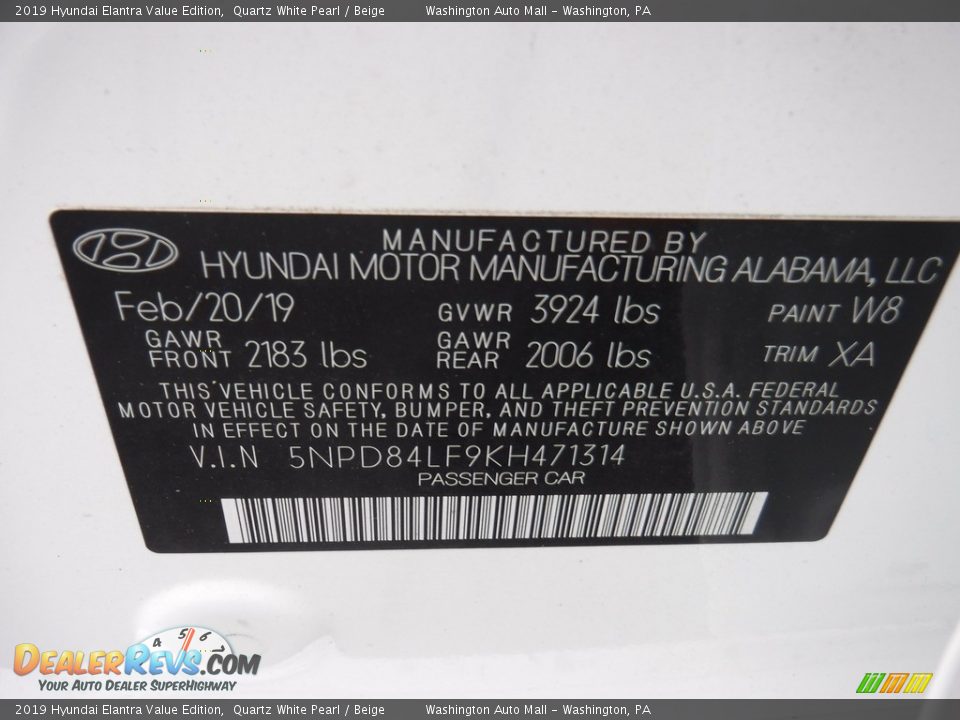 2019 Hyundai Elantra Value Edition, Quartz White Pearl / Beige Washington Auto Mall - Washington, PA
MANUFACTURED BY
HYUNDAI MOTOR MANUFACTURING ALABAMA, LLC
Feb/20/19 GVWR 3924 lbs PAINT W8
GAWR FRONT 2183 lbs GAWR REAR 2006 lbs TRIM XA
THIS VEHICLE CONFORMS TO ALL APPLICABLE U.S.A. FEDERAL
MOTOR VEHICLE SAFETY, BUMPER, AND THEFT PREVENTION STANDARDS
IN EFFECT ON THE DATE OF MANUFACTURE SHOWN ABOVE
V.I.N 5NPD84LF9KH471314
PASSENGER CAR
4 5 6 7
DealerRevs.com
Your Auto Dealer SuperHighway
2019 Hyundai Elantra Value Edition, Quartz White Pearl / Beige Washington Auto Mall - Washington, PA